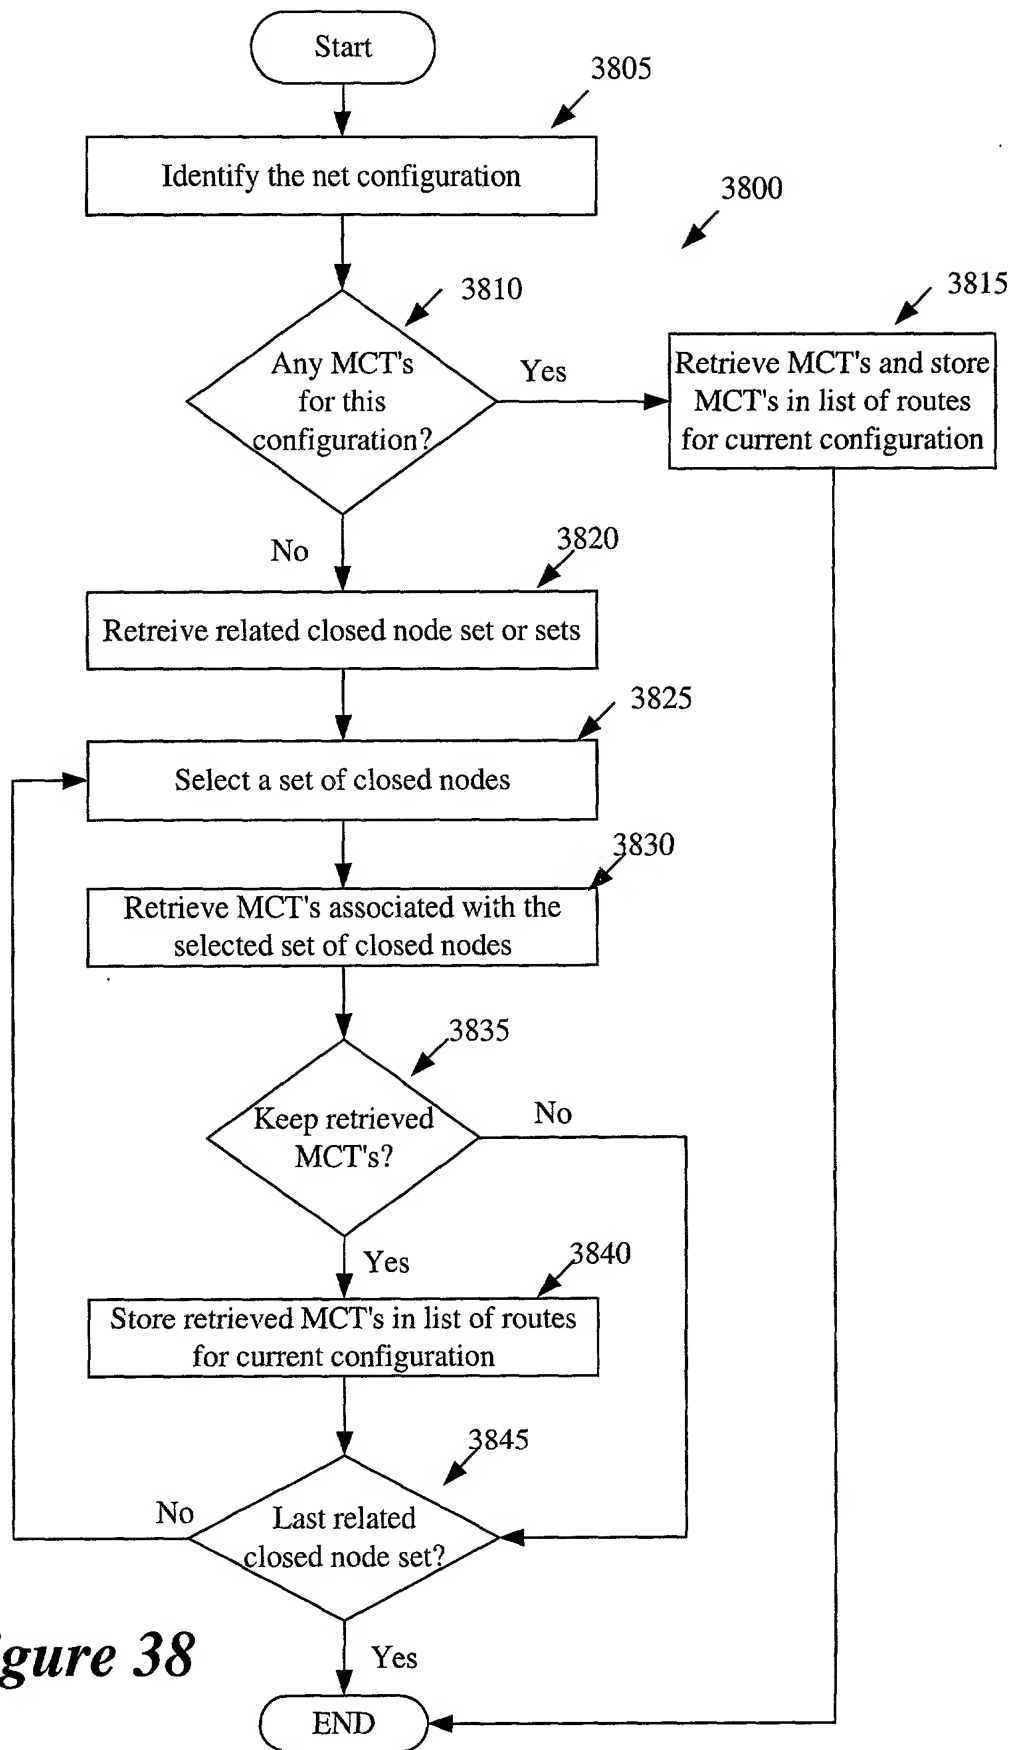 Start
3805
Identify the net configuration
3800
3810
3815
Any MCT's
for this
configuration?
Yes
Retrieve MCT's and store
MCT's in list of routes
for current configuration
No
3820
Retreive related closed node set or sets
3825
Select a set of closed nodes
3830
Retrieve MCT's associated with the
selected set of closed nodes
3835
Keep retrieved
MCT's?
No
Yes
3840
Store retrieved MCT's in list of routes
for current configuration
3845
No
Last related
closed node set?
Yes
gure 38
END